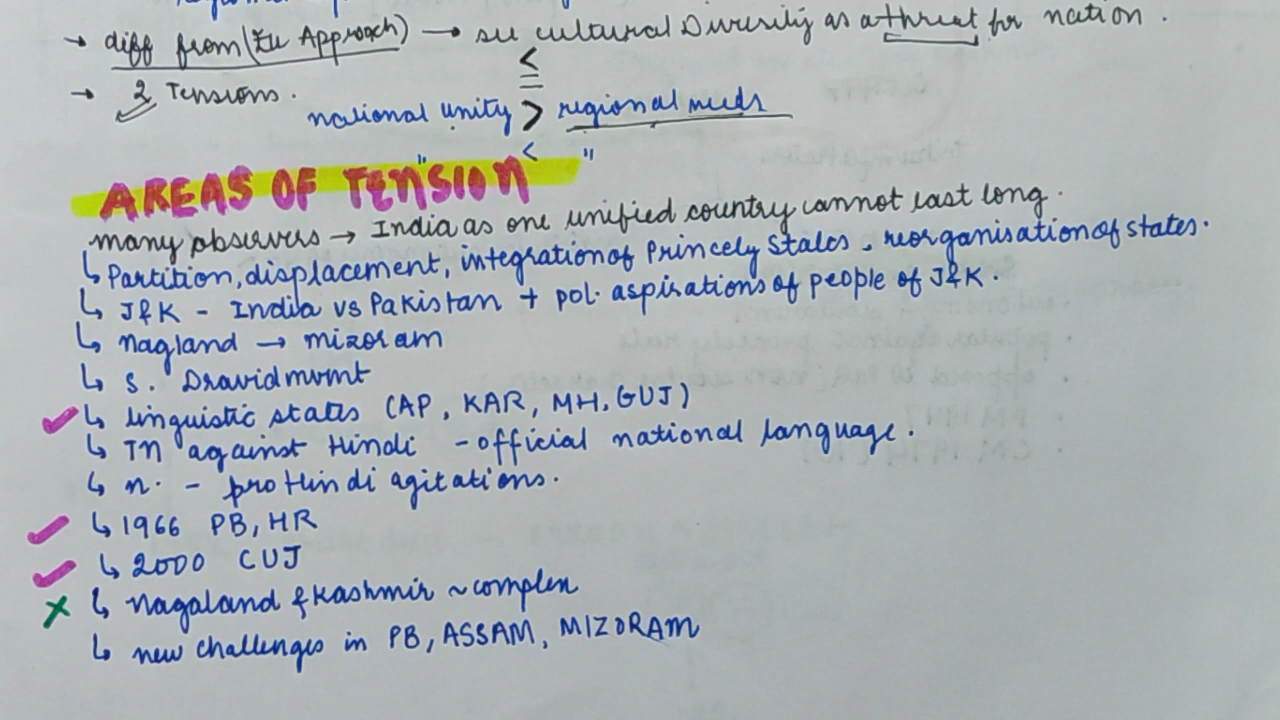 → diff from (Eu Approach) → see cultural Diversity as a threat for nation.
→ 2 Tensions.
<
=
national unity > regional needs
" < "
AREAS OF TENSION
many observers → India as one unified country cannot last long.
↳ Partition, displacement, integration of Princely States, reorganisation of states.
↳ J&K - India vs Pakistan + pol. aspirations of people of J&K.
↳ Nagland → mizoram
↳ S. Dravid mvmt
✓ ↳ linguistic states (AP, KAR, MH, GUJ)
↳ TN against Hindi - official national language.
↳ n. - pro Hindi agitations.
✓ ↳ 1966 PB, HR
✓ ↳ 2000 CUJ
✗ ↳ Nagaland & Kashmir ~ complex
↳ new challenges in PB, ASSAM, MIZORAM